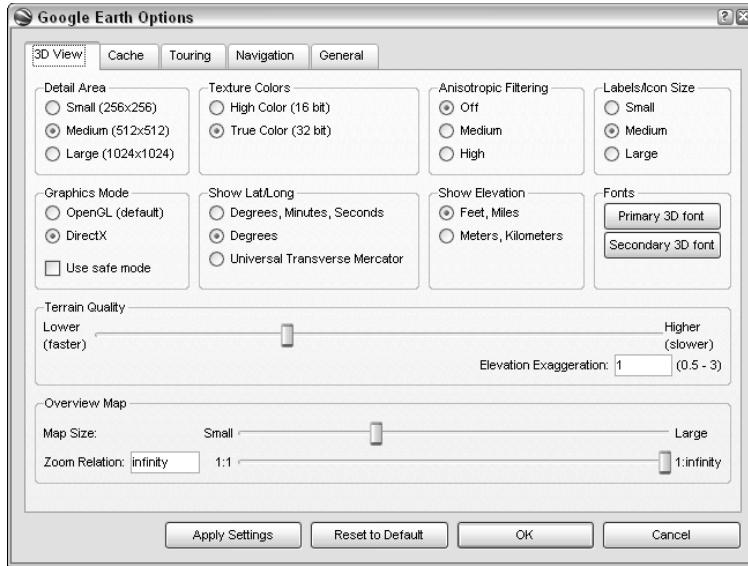 Google Earth Options
3D View Cache Touring Navigation General
Detail Area
Small (256x256)
Medium (512x512)
Large (1024x1024)
Texture Colors
High Color (16 bit)
True Color (32 bit)
Anisotropic Filtering
Off
Medium
High
Labels/Icon Size
Small
Medium
Large
Graphics Mode
OpenGL (default)
DirectX
Use safe mode
Show Lat/Long
Degrees, Minutes, Seconds
Degrees
Universal Transverse Mercator
Show Elevation
Feet, Miles
Meters, Kilometers
Fonts
Primary 3D font
Secondary 3D font
Terrain Quality
Lower
(faster)
Higher
(slower)
Elevation Exaggeration: 1 (0.5 - 3)
Overview Map
Map Size: Small Large
Zoom Relation: infinity 1:1 1:infinity
Apply Settings Reset to Default OK Cancel